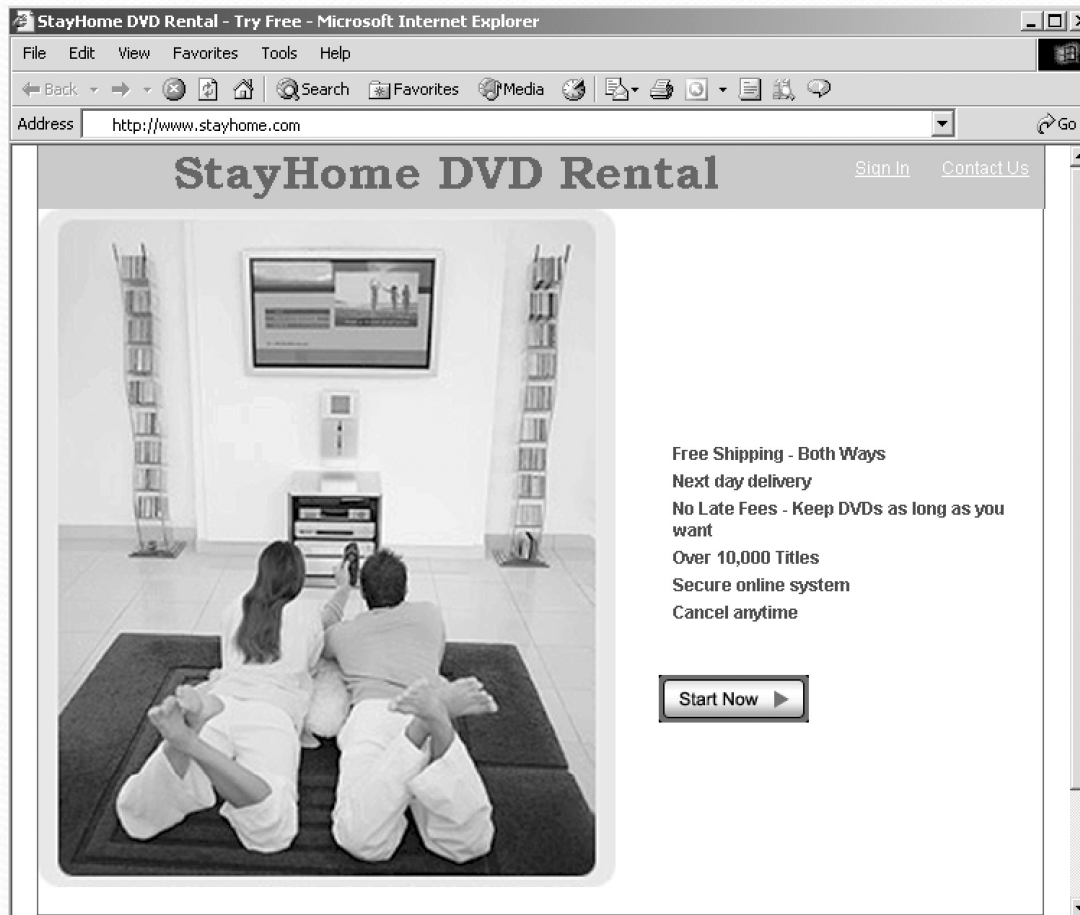 StayHome DVD Rental - Try Free - Microsoft Internet Explorer
File Edit View Favorites Tools Help
Back Search Favorites Media
Address http://www.stayhome.com Go
StayHome DVD Rental Sign In Contact Us
Free Shipping - Both Ways
Next day delivery
No Late Fees - Keep DVDs as long as you
want
Over 10,000 Titles
Secure online system
Cancel anytime
Start Now